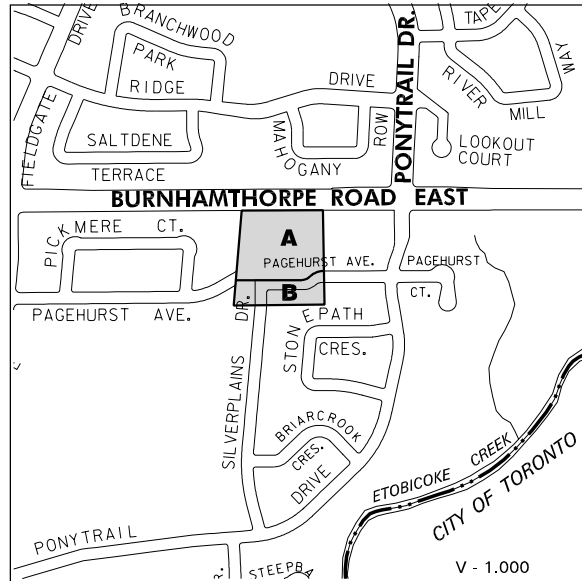 BRANCHWOOD
PARK
DRIVE
TAPE
WAY
PONYTRAIL DR.
RIDGE DRIVE
RIVER
MILL
FIELDGATE
SALTDENE
TERRACE
MAHOGANY
ROW
LOOKOUT
COURT
BURNHAMTHORPE ROAD EAST
PICKMERE CT.
A
PAGEHURST AVE.
PAGEHURST
CT.
B
PAGEHURST AVE.
DR.
STONEPATH
CRES.
SILVERPLAINS
BRIARCROOK
CRES.
DRIVE
PONYTRAIL
ETOBICOKE CREEK
CITY OF TORONTO
R.
STEEPBA
V - 1.000